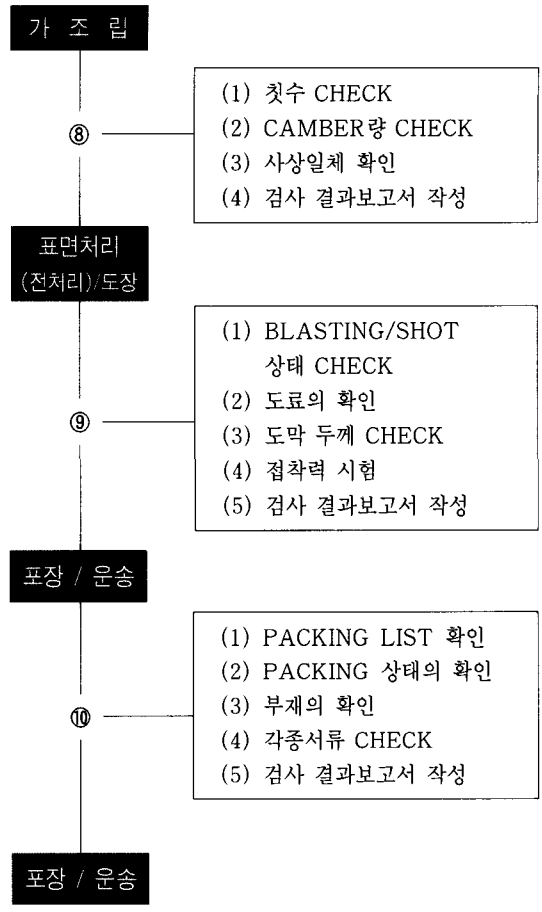 가 조 립
⑧
(1) 칫수 CHECK
(2) CAMBER량 CHECK
(3) 사상일체 확인
(4) 검사 결과보고서 작성
표면처리
(전처리)/도장
⑨
(1) BLASTING/SHOT
상태 CHECK
(2) 도료의 확인
(3) 도막 두께 CHECK
(4) 접착력 시험
(5) 검사 결과보고서 작성
포장 / 운송
⑩
(1) PACKING LIST 확인
(2) PACKING 상태의 확인
(3) 부재의 확인
(4) 각종서류 CHECK
(5) 검사 결과보고서 작성
포장 / 운송